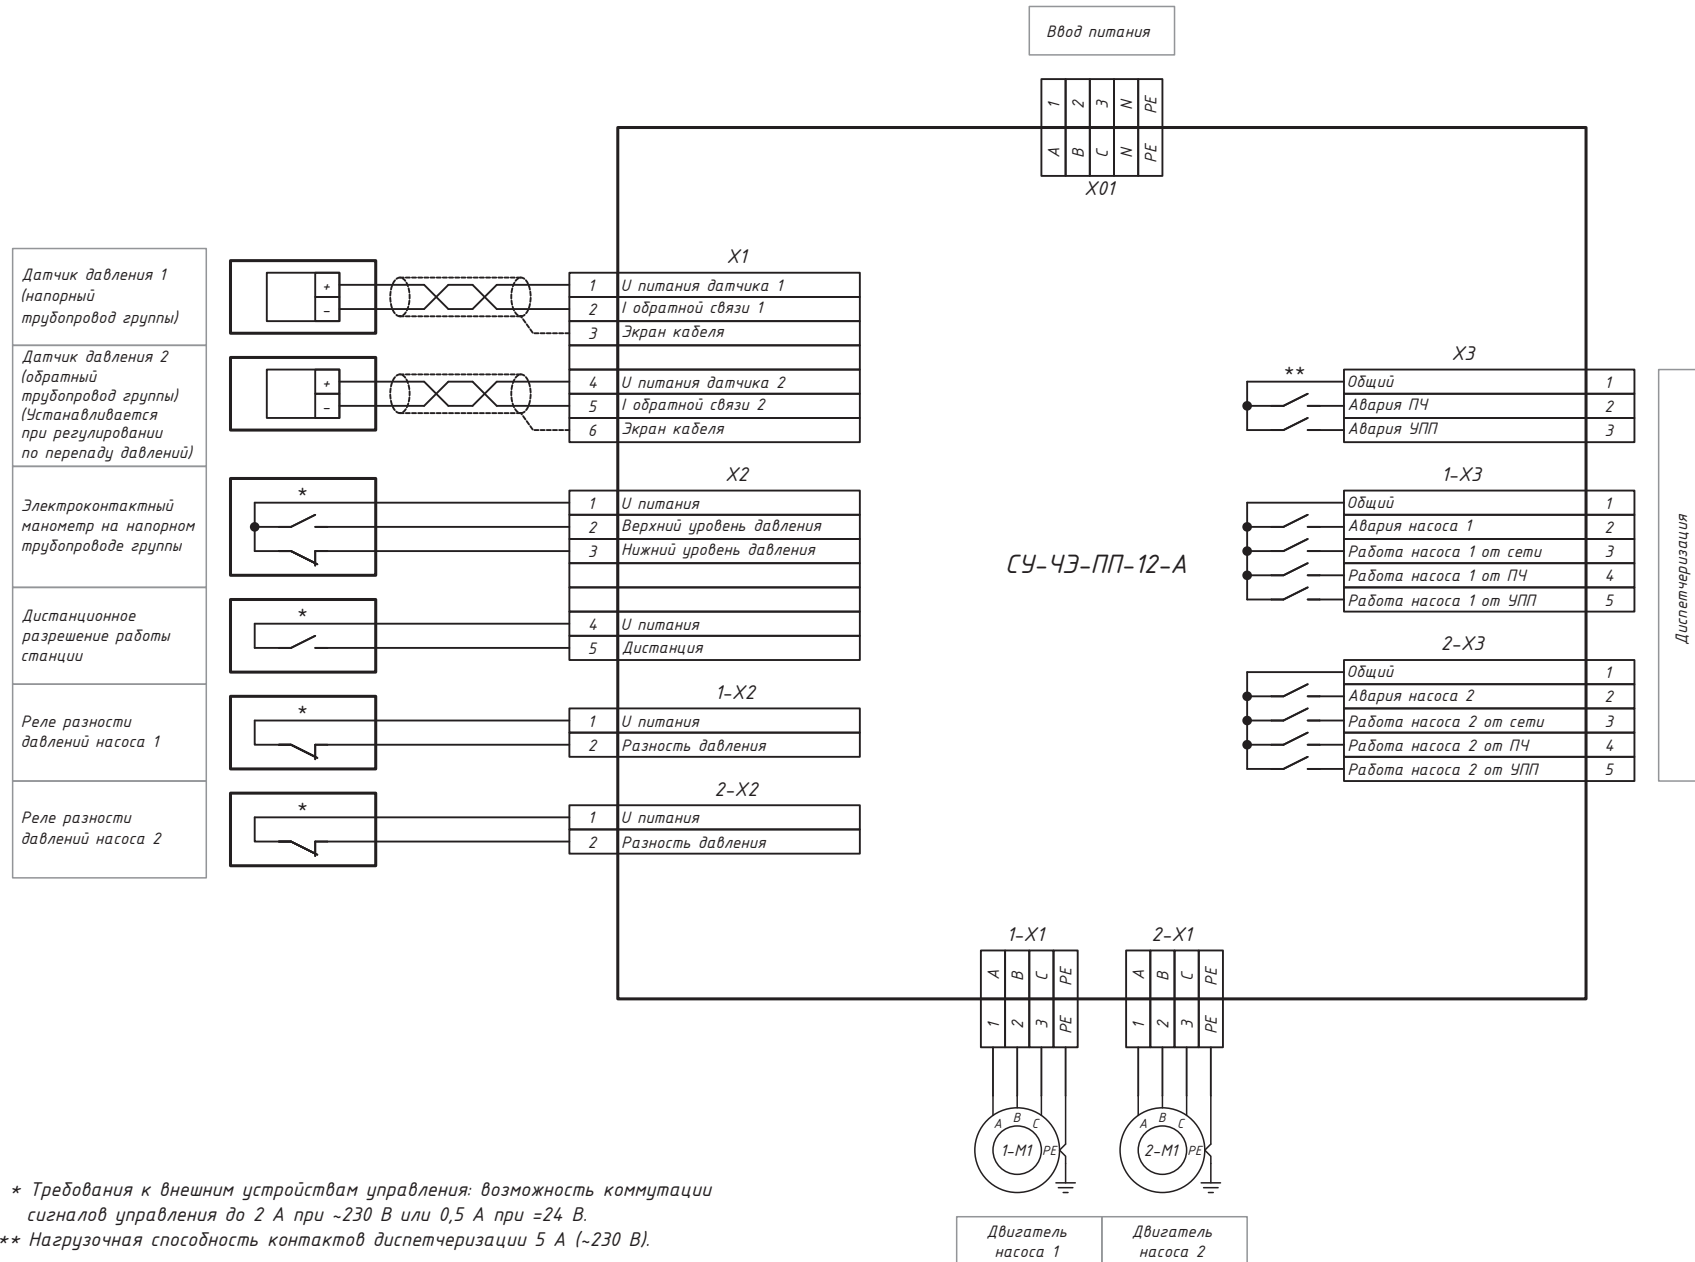 Ввод питания
1 2 3 N PE
A B C N PE
X01
Датчик давления 1
(напорный
трубопровод группы)
+
-
X1
1 U питания датчика 1
2 I обратной связи 1
3 Экран кабеля
Датчик давления 2
(обратный
трубопровод группы)
(Устанавливается
при регулировании
по перепаду давлений)
+
-
4 U питания датчика 2
5 I обратной связи 2
6 Экран кабеля
Электроконтактный
манометр на напорном
трубопроводе группы
*
X2
1 U питания
2 Верхний уровень давления
3 Нижний уровень давления
Дистанционное
разрешение работы
станции
*
4 U питания
5 Дистанция
Реле разности
давлений насоса 1
*
1-X2
1 U питания
2 Разность давления
Реле разности
давлений насоса 2
*
2-X2
1 U питания
2 Разность давления
СУ-ЧЭ-ПП-12-А
X3
**
Общий 1
Авария ПЧ 2
Авария УПП 3
1-X3
Общий 1
Авария насоса 1 2
Работа насоса 1 от сети 3
Работа насоса 1 от ПЧ 4
Работа насоса 1 от УПП 5
2-X3
Общий 1
Авария насоса 2 2
Работа насоса 2 от сети 3
Работа насоса 2 от ПЧ 4
Работа насоса 2 от УПП 5
Диспетчеризация
1-X1
A B C PE
1 2 3 PE
A B C
1-M1 PE
Двигатель
насоса 1
2-X1
A B C PE
1 2 3 PE
A B C
2-M1 PE
Двигатель
насоса 2
* Требования к внешним устройствам управления: возможность коммутации
сигналов управления до 2 А при ~230 В или 0,5 А при =24 В.
** Нагрузочная способность контактов диспетчеризации 5 А (~230 В).